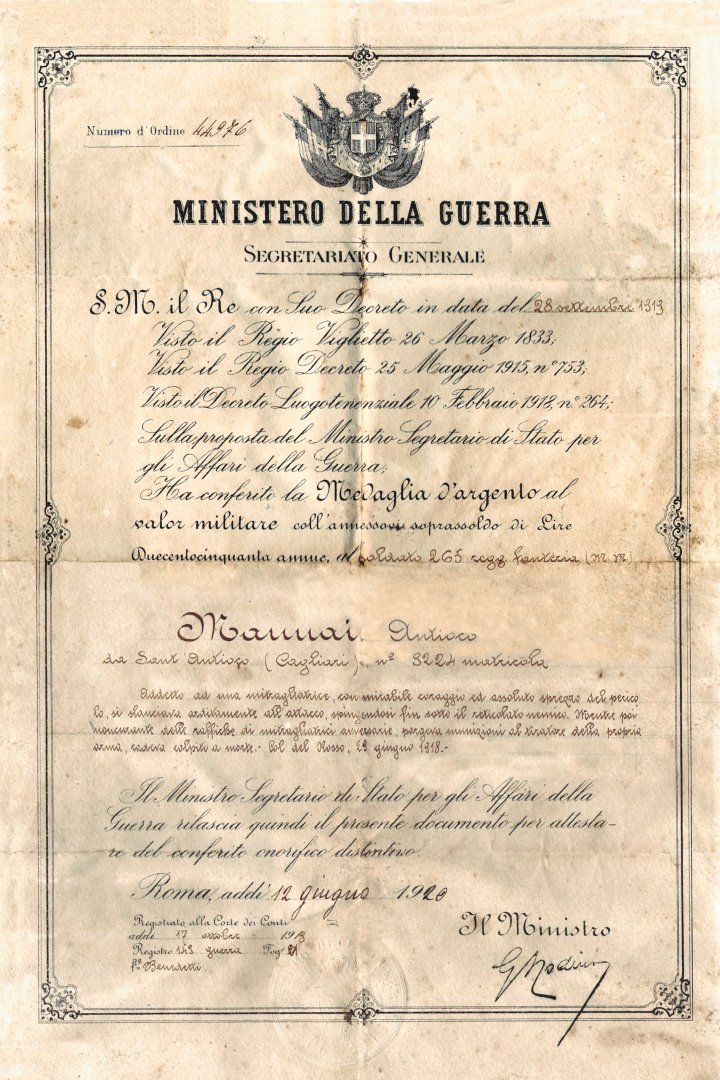 Numero d'Ordine 44976
MINISTERO DELLA GUERRA
SEGRETARIATO GENERALE
S. M. il Re con Suo Decreto in data del 28 settembre 1919
Visto il Règio Viglietto 26 Marzo 1833;
Visto il Regio Decreto 25 Maggio 1915, n° 753;
Visto il Decreto Luogotenenziale 10 Febbraio 1918, n° 264;
Sulla proposta del Ministro Segretario di Stato per
gli Affari della Guerra;
Ha conferito la Medaglia d'argento al
valor militare coll'annessovi soprassoldo di Lire
Duecentocinquanta annue, al soldato 265 regg. fanteria (M.M)
Mannai Antioco
da Sant'Antioco (Cagliari), n° 9224 matricola
Addetto ad una mitragliatrice, con mirabile coraggio ed assoluto sprezzo del perico
lo, si slanciava arditamente all'attacco, spingendosi fin sotto il reticolato nemico. Mentre poi
noncurante delle raffiche di mitragliatrici avversarie, porgeva munizioni al tiratore della propria
arma, cadeva colpito a morte.- Col del Rosso, 29 giugno 1918.-
Il Ministro Segretario di Stato per gli Affari della
Guerra rilascia quindi il presente documento per attesta-
re del conferito onorifico distintivo.
Roma, addì 12 giugno 1920
Registrato alla Corte dei Conti
addì 17 ottobre 1919
Registro 149 guerra Fog°
f° Benedetti
Il Ministro